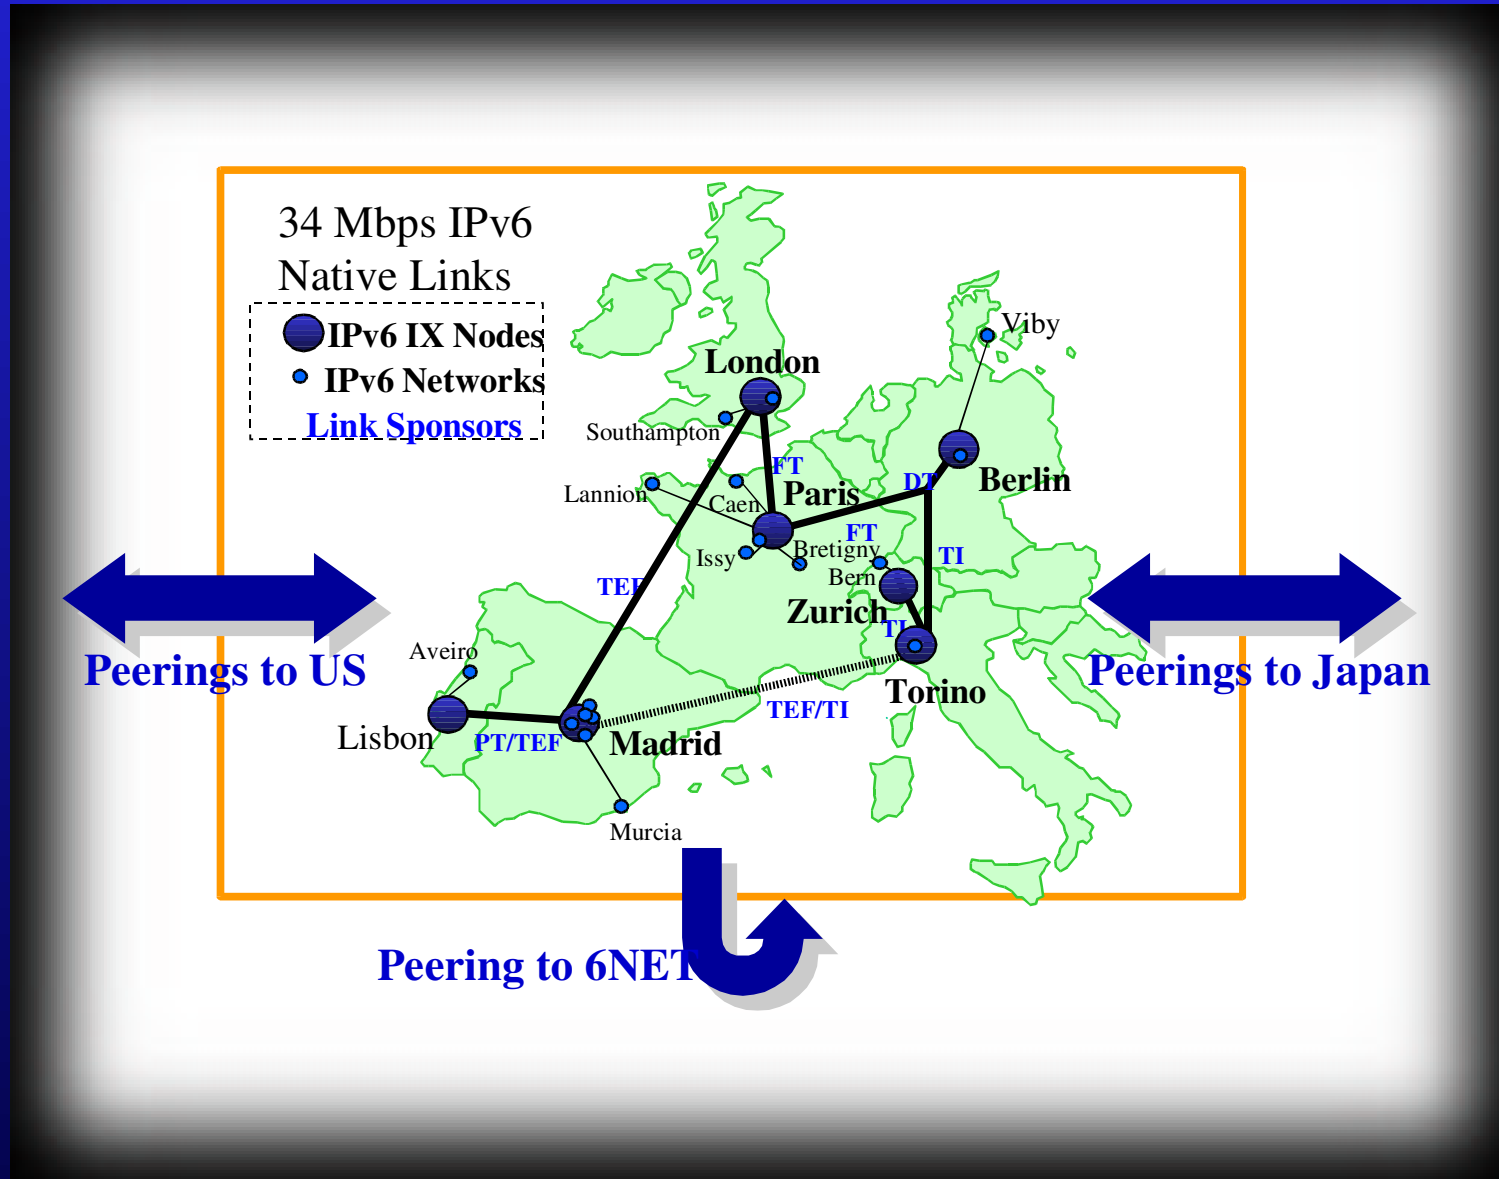 34 Mbps IPv6
Native Links
IPv6 IX Nodes
IPv6 Networks
Link Sponsors
Viby
London
Southampton
FT
Lannion
Caen
Paris
DT
Berlin
FT
Issy
Bretigny
TI
Bern
TEF
Zurich
TI
Aveiro
Peerings to US
Peerings to Japan
Torino
TEF/TI
Lisbon
PT/TEF
Madrid
Murcia
Peering to 6NET